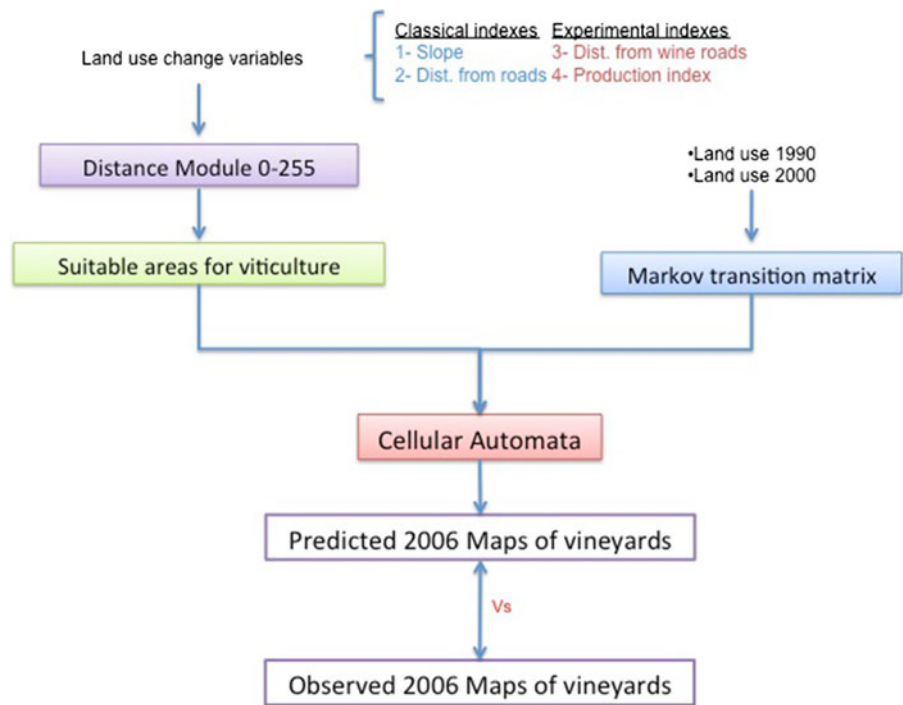 Land use change variables
Classical indexes
1- Slope
2- Dist. from roads
Experimental indexes
3- Dist. from wine roads
4- Production index
Distance Module 0-255
Suitable areas for viticulture
•Land use 1990
•Land use 2000
Markov transition matrix
Cellular Automata
Predicted 2006 Maps of vineyards
Vs
Observed 2006 Maps of vineyards